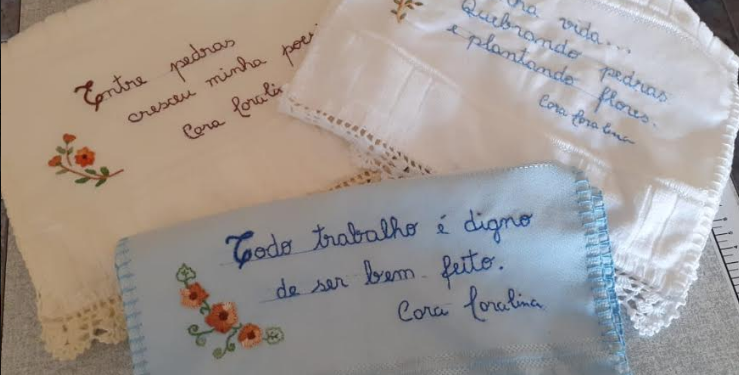 Entre pedras
cresceu minha poesi
Cora Coralina
vida...
Quebrando pedras
e plantando flores.
Cora Coralina
Todo trabalho é digno
de ser bem feito.
Cora Coralina